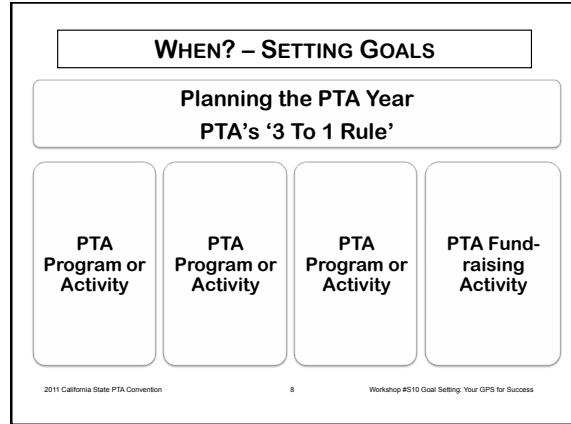 WHEN? – SETTING GOALS
Planning the PTA Year
PTA's '3 To 1 Rule'
PTA
Program or
Activity
PTA
Program or
Activity
PTA
Program or
Activity
PTA Fund-
raising
Activity
2011 California State PTA Convention
8
Workshop #S10 Goal Setting: Your GPS for Success